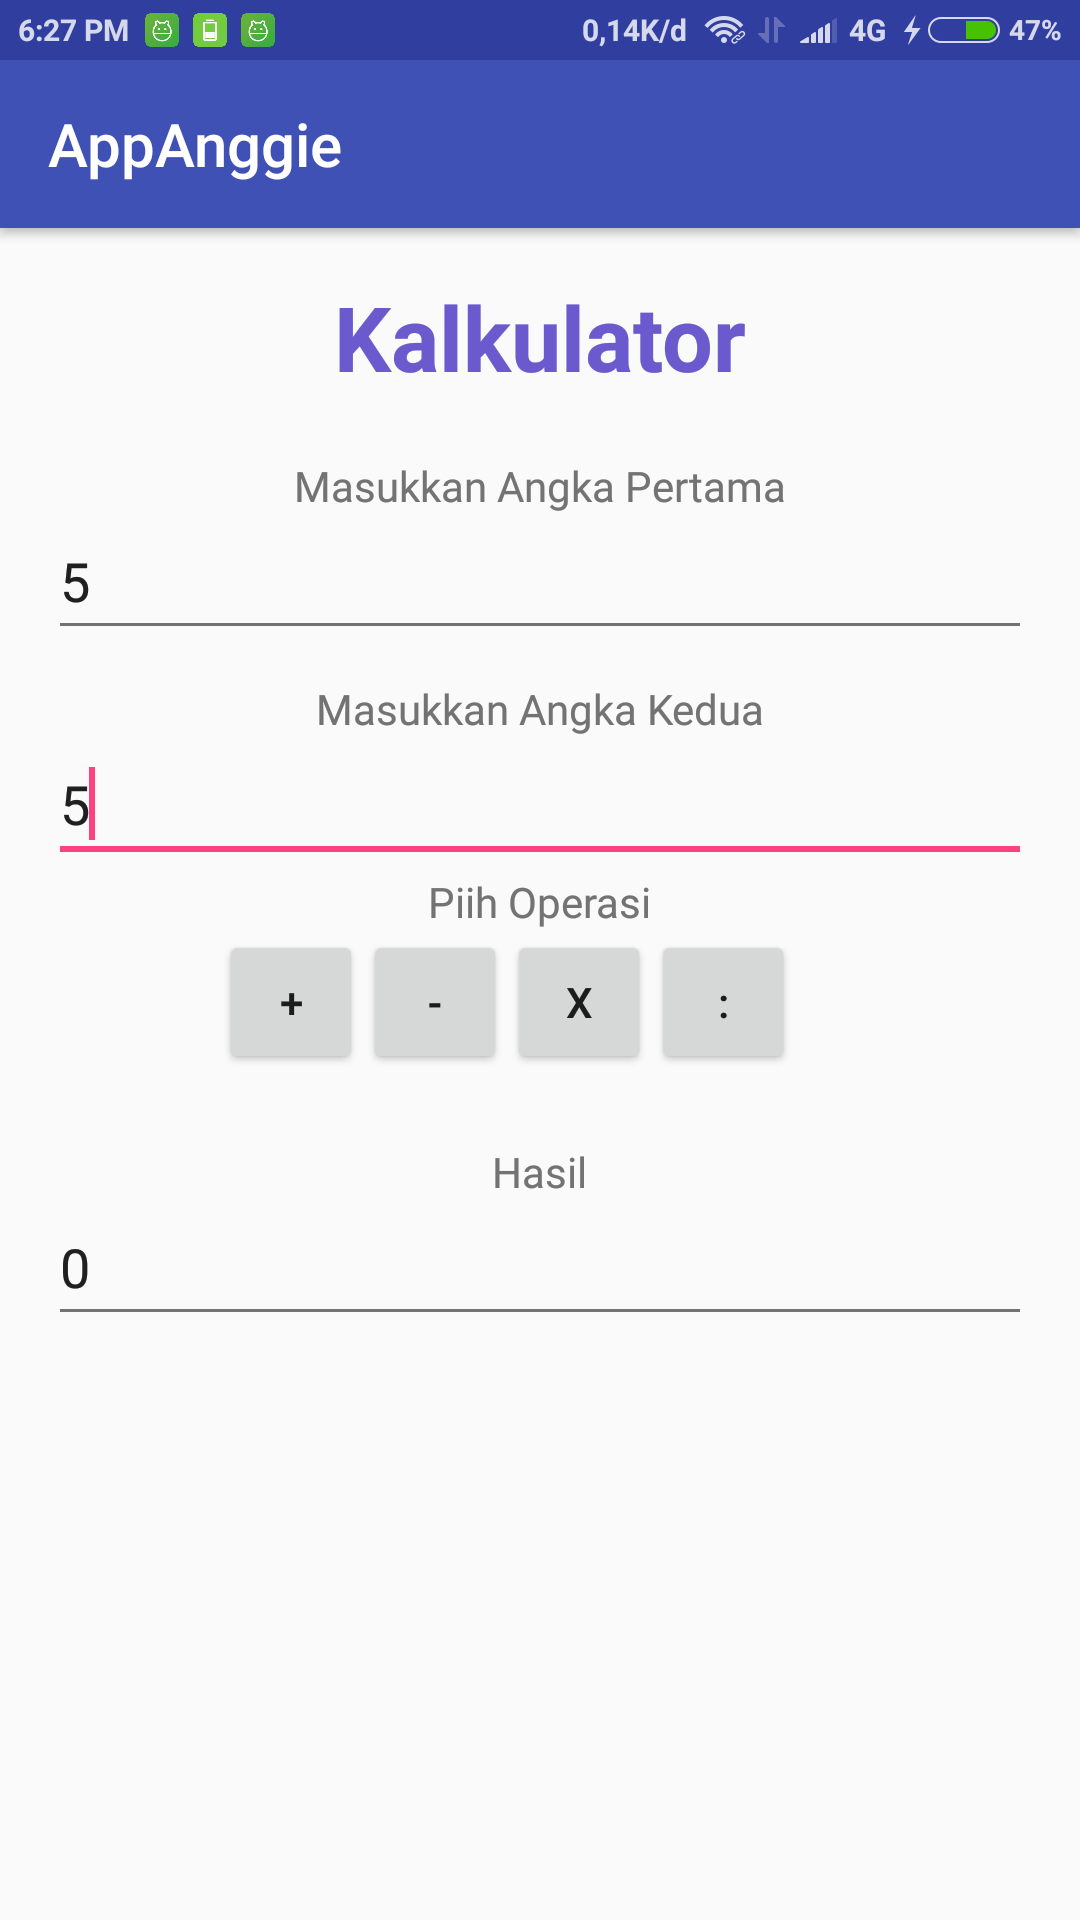 6:27 PM 0,14K/d 4G 47%
AppAnggie
Kalkulator
Masukkan Angka Pertama
5
Masukkan Angka Kedua
5
Piih Operasi
+ - X :
Hasil
0